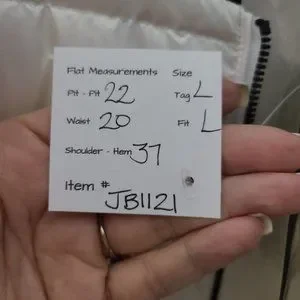 Flat Measurements Size
Pit - Pit 22 Tag L
Waist 20 Fit L
Shoulder - Hem 37
Item # JB1121